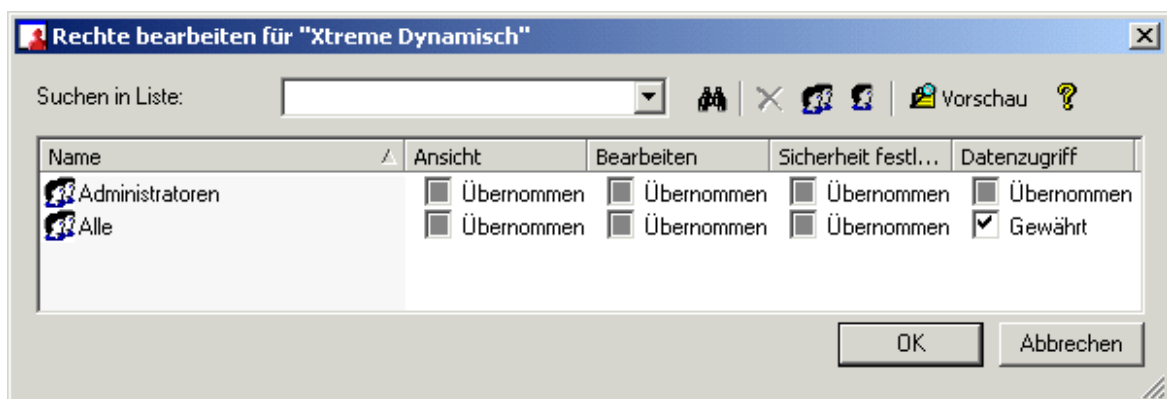 Rechte bearbeiten für "Xtreme Dynamisch"
Suchen in Liste: Vorschau
Name Ansicht Bearbeiten Sicherheit festl... Datenzugriff
Administratoren Übernommen Übernommen Übernommen Übernommen
Alle Übernommen Übernommen Übernommen Gewährt
OK Abbrechen